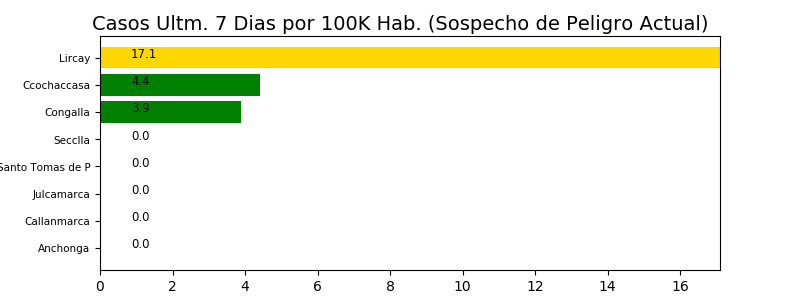 Casos Ultm. 7 Dias por 100K Hab. (Sospecho de Peligro Actual)
Lircay 17.1
Ccochaccasa 4.4
Congalla 3.9
Secclla 0.0
Santo Tomas de P 0.0
Julcamarca 0.0
Callanmarca 0.0
Anchonga 0.0
0 2 4 6 8 10 12 14 16